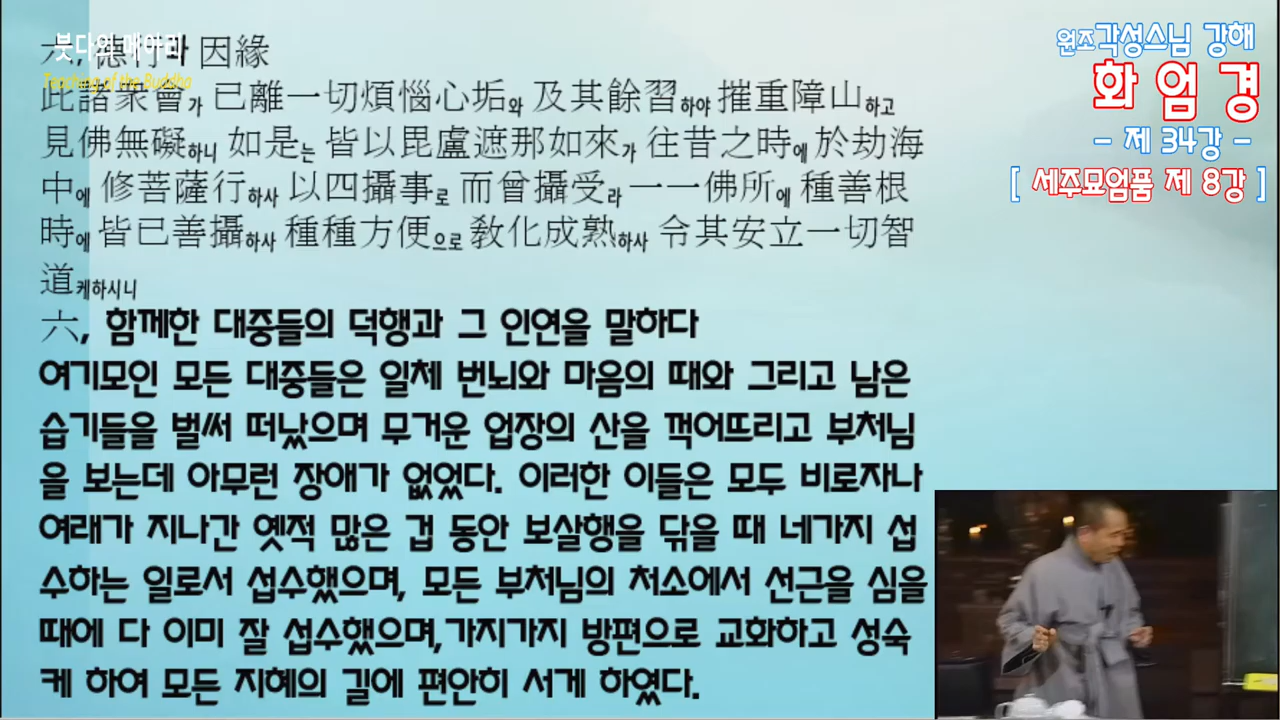 六, 德行과 因緣
붓다의 메아리
Teaching of the Buddha
此諸衆會가 已離一切煩惱心垢와 及其餘習하야 摧重障山하고
見佛無礙하니 如是는 皆以毘盧遮那如來가 往昔之時에 於劫海
中에 修菩薩行하사 以四攝事로 而曾攝受라 一一佛所에 種善根
時에 皆已善攝하사 種種方便으로 敎化成熟하사 令其安立一切智
道케하시니
六, 함께한 대중들의 덕행과 그 인연을 말하다
여기모인 모든 대중들은 일체 번뇌와 마음의 때와 그리고 남은
습기들을 벌써 떠났으며 무거운 업장의 산을 꺽어뜨리고 부처님
을 보는데 아무런 장애가 없었다. 이러한 이들은 모두 비로자나
여래가 지나간 옛적 많은 겁 동안 보살행을 닦을 때 네가지 섭
수하는 일로서 섭수했으며, 모든 부처님의 처소에서 선근을 심을
때에 다 이미 잘 섭수했으며,가지가지 방편으로 교화하고 성숙
케 하여 모든 지혜의 길에 편안히 서게 하였다.
원조각성스님 강해
화 엄 경
- 제 34강 -
[ 세주묘엄품 제 8강 ]